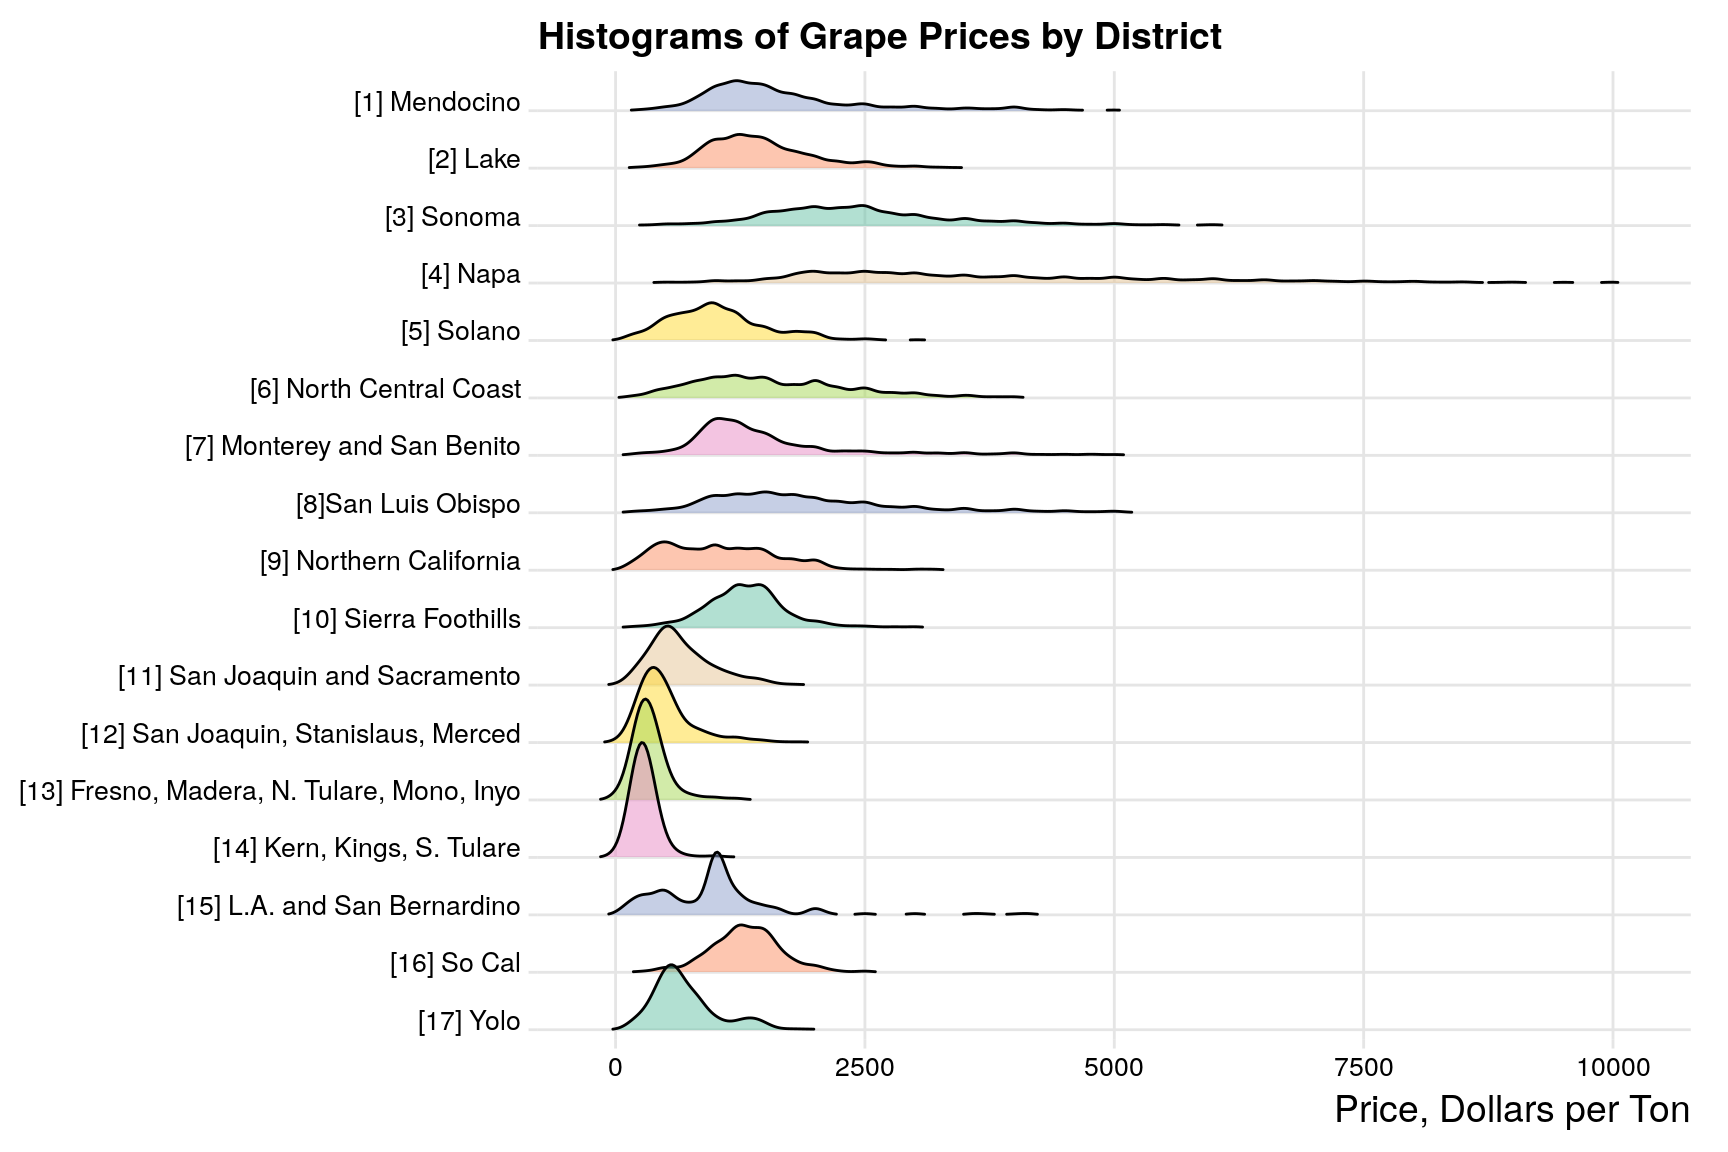 Histograms of Grape Prices by District
[1] Mendocino
[2] Lake
[3] Sonoma
[4] Napa
[5] Solano
[6] North Central Coast
[7] Monterey and San Benito
[8]San Luis Obispo
[9] Northern California
[10] Sierra Foothills
[11] San Joaquin and Sacramento
[12] San Joaquin, Stanislaus, Merced
[13] Fresno, Madera, N. Tulare, Mono, Inyo
[14] Kern, Kings, S. Tulare
[15] L.A. and San Bernardino
[16] So Cal
[17] Yolo
0 2500 5000 7500 10000
Price, Dollars per Ton